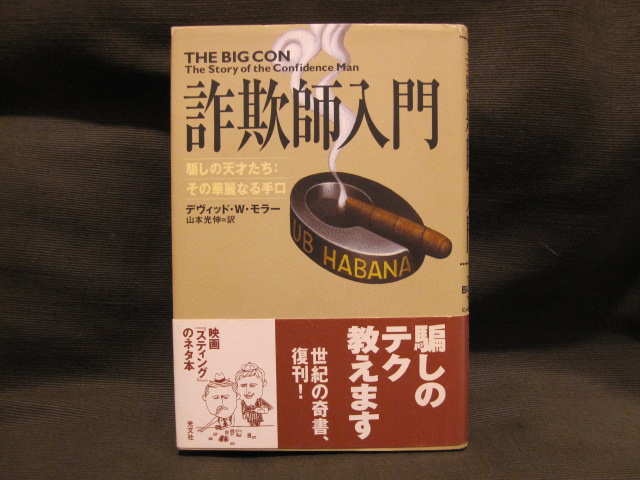 THE BIG CON
The Story of the Confidence Man
詐欺師入門
騙しの天才たち:
その華麗なる手口
デヴィッド・W・モラー
山本光伸=訳
UB HABANA
騙しの
テク
教えます
世紀の奇書、
復刊!
映画
『スティング』
のネタ本
光文社